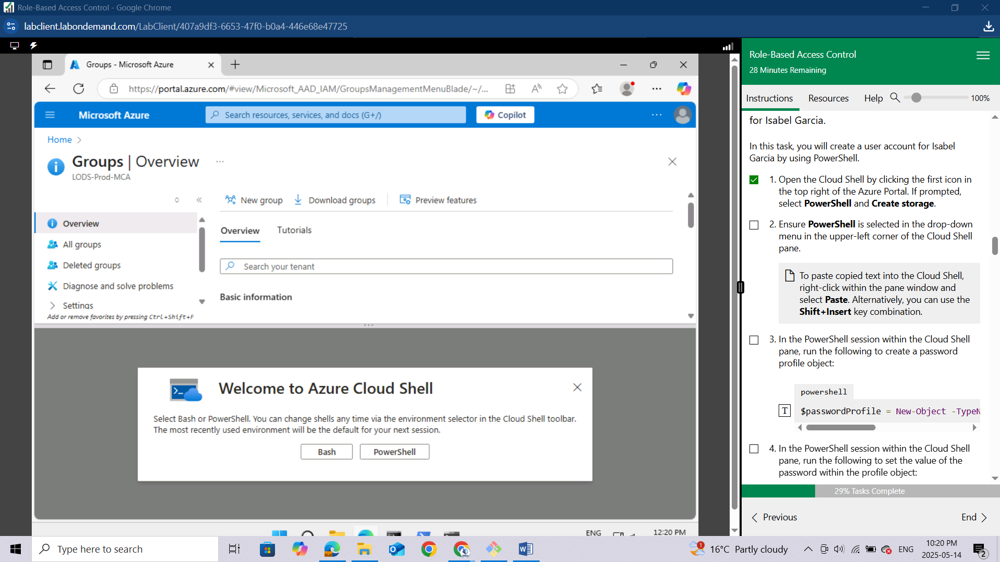 Role-Based Access Control - Google Chrome
labclient.labondemand.com/LabClient/407a9df3-6653-47f0-b0a4-446e68e47725
Groups - Microsoft Azure
https://portal.azure.com/#view/Microsoft_AAD_IAM/GroupsManagementMenuBlade/~/...
Microsoft Azure
Search resources, services, and docs (G+/)
Copilot
Home
Groups | Overview
LODS-Prod-MCA
New group
Download groups
Preview features
Overview
All groups
Deleted groups
Diagnose and solve problems
Settings
Add or remove favorites by pressing Ctrl+Shift+F
Overview
Tutorials
Search your tenant
Basic information
Welcome to Azure Cloud Shell
Select Bash or PowerShell. You can change shells any time via the environment selector in the Cloud Shell toolbar.
The most recently used environment will be the default for your next session.
Bash
PowerShell
ENG
12:20 PM
Role-Based Access Control
28 Minutes Remaining
Instructions
Resources
Help
100%
for Isabel Garcia.
In this task, you will create a user account for Isabel
Garcia by using PowerShell.
1. Open the Cloud Shell by clicking the first icon in
the top right of the Azure Portal. If prompted,
select PowerShell and Create storage.
2. Ensure PowerShell is selected in the drop-down
menu in the upper-left corner of the Cloud Shell
pane.
To paste copied text into the Cloud Shell,
right-click within the pane window and
select Paste. Alternatively, you can use the
Shift+Insert key combination.
3. In the PowerShell session within the Cloud Shell
pane, run the following to create a password
profile object:
powershell
T
$passwordProfile = New-Object -TypeN
4. In the PowerShell session within the Cloud Shell
pane, run the following to set the value of the
password within the profile object:
29% Tasks Complete
Previous
End
Type here to search
1
16°C Partly cloudy
ENG
10:20 PM
2025-05-14
2